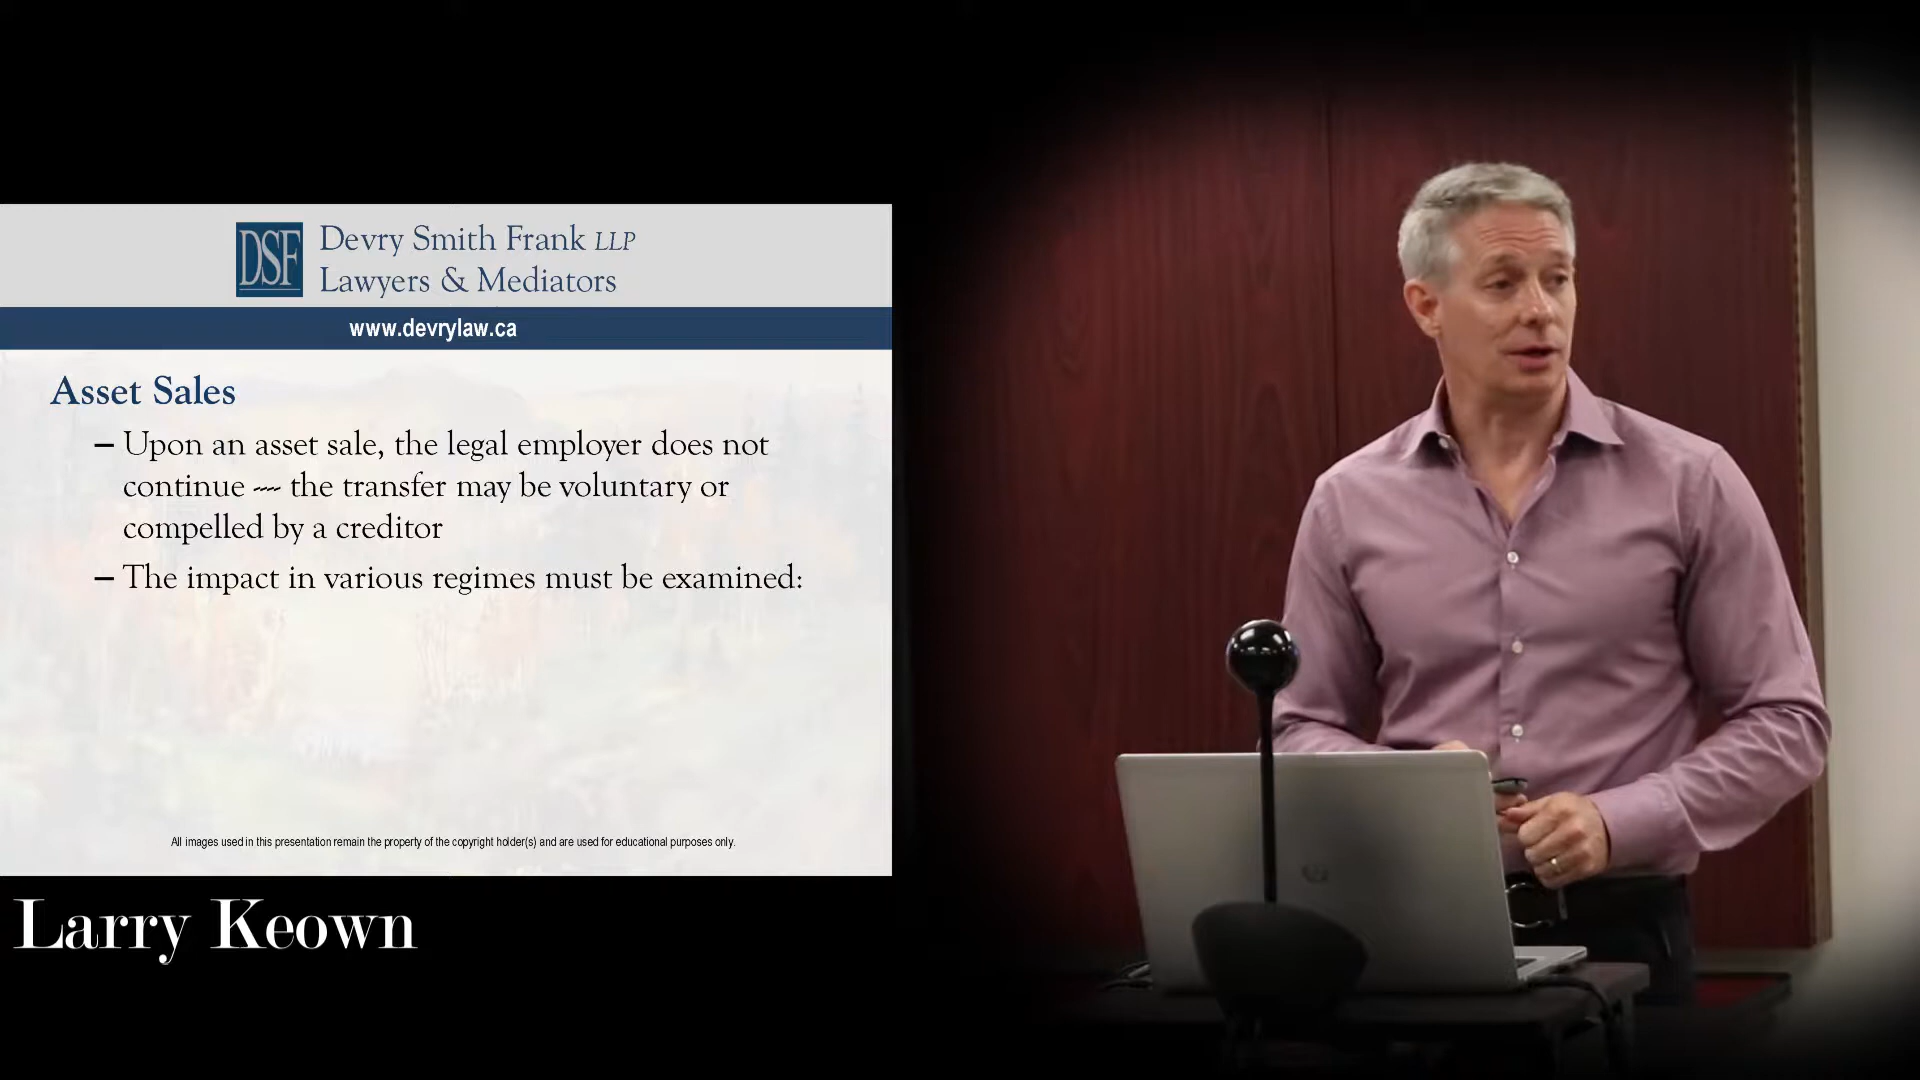 DSF
Devry Smith Frank LLP
Lawyers & Mediators
www.devrylaw.ca
Asset Sales
– Upon an asset sale, the legal employer does not
continue ---- the transfer may be voluntary or
compelled by a creditor
– The impact in various regimes must be examined:
All images used in this presentation remain the property of the copyright holder(s) and are used for educational purposes only.
Larry Keown